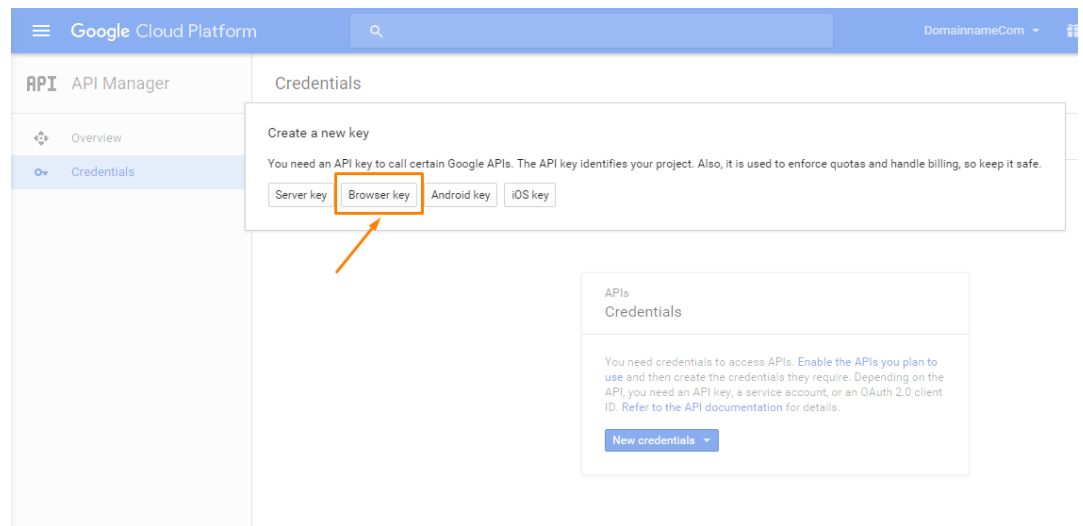 Google Cloud Platform
DomainnameCom
API API Manager
Credentials
Overview
Credentials
Create a new key
You need an API key to call certain Google APIs. The API key identifies your project. Also, it is used to enforce quotas and handle billing, so keep it safe.
Server key Browser key Android key iOS key
APIs
Credentials
You need credentials to access APIs. Enable the APIs you plan to
use and then create the credentials they require. Depending on the
API, you need an API key, a service account, or an OAuth 2.0 client
ID. Refer to the API documentation for details.
New credentials